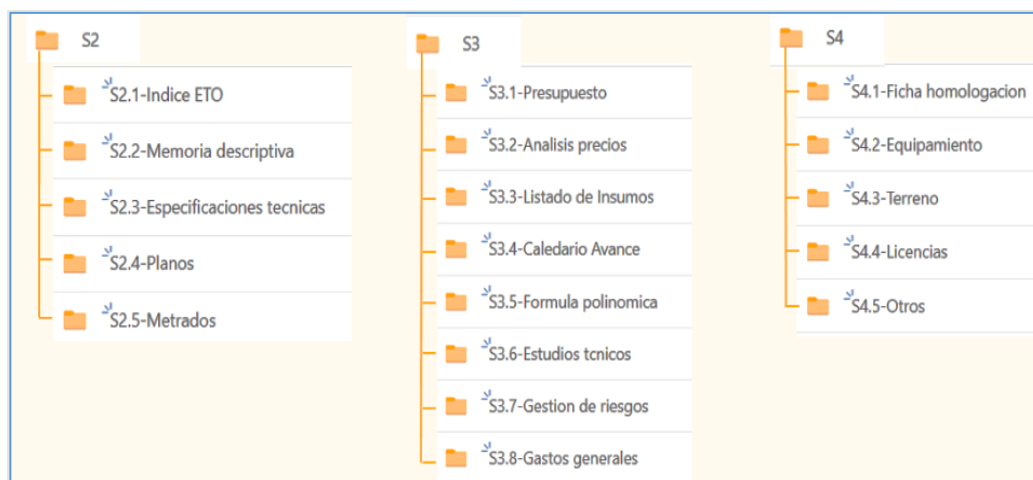 S2
S2.1-Indice ETO
S2.2-Memoria descriptiva
S2.3-Especificaciones tecnicas
S2.4-Planos
S2.5-Metrados
S3
S3.1-Presupuesto
S3.2-Analisis precios
S3.3-Listado de Insumos
S3.4-Caledario Avance
S3.5-Formula polinomica
S3.6-Estudios tcnicos
S3.7-Gestion de riesgos
S3.8-Gastos generales
S4
S4.1-Ficha homologacion
S4.2-Equipamiento
S4.3-Terreno
S4.4-Licencias
S4.5-Otros